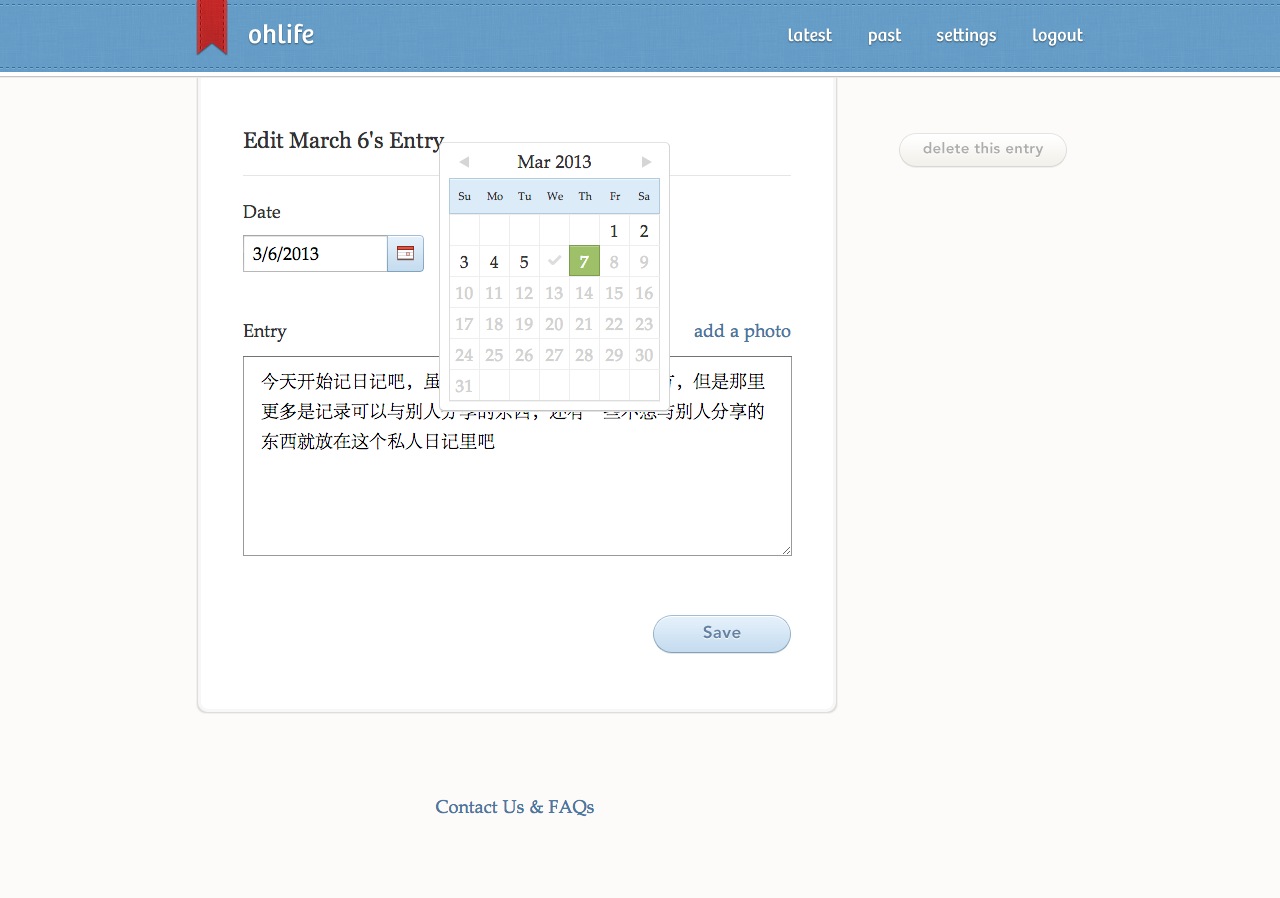 ohlife
latest past settings logout
Edit March 6's Entry
delete this entry
Mar 2013
Su Mo Tu We Th Fr Sa
1 2
3 4 5 7 8 9
10 11 12 13 14 15 16
17 18 19 20 21 22 23
24 25 26 27 28 29 30
31
Date
3/6/2013
Entry
add a photo
今天开始记日记吧，虽 ，但是那里
更多是记录可以与别人分享的东西，还有一些不想与别人分享的
东西就放在这个私人日记里吧
Save
Contact Us & FAQs